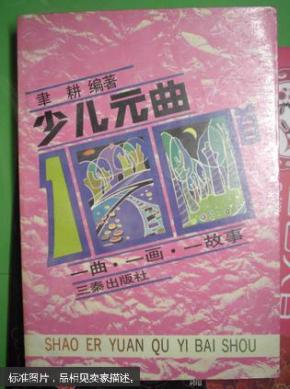 聿 耕 编著
少儿元曲
100首
一曲·一画·一故事
三秦出版社
SHAO ER YUAN QU YI BAI SHOU
标准图片，品相见卖家描述。